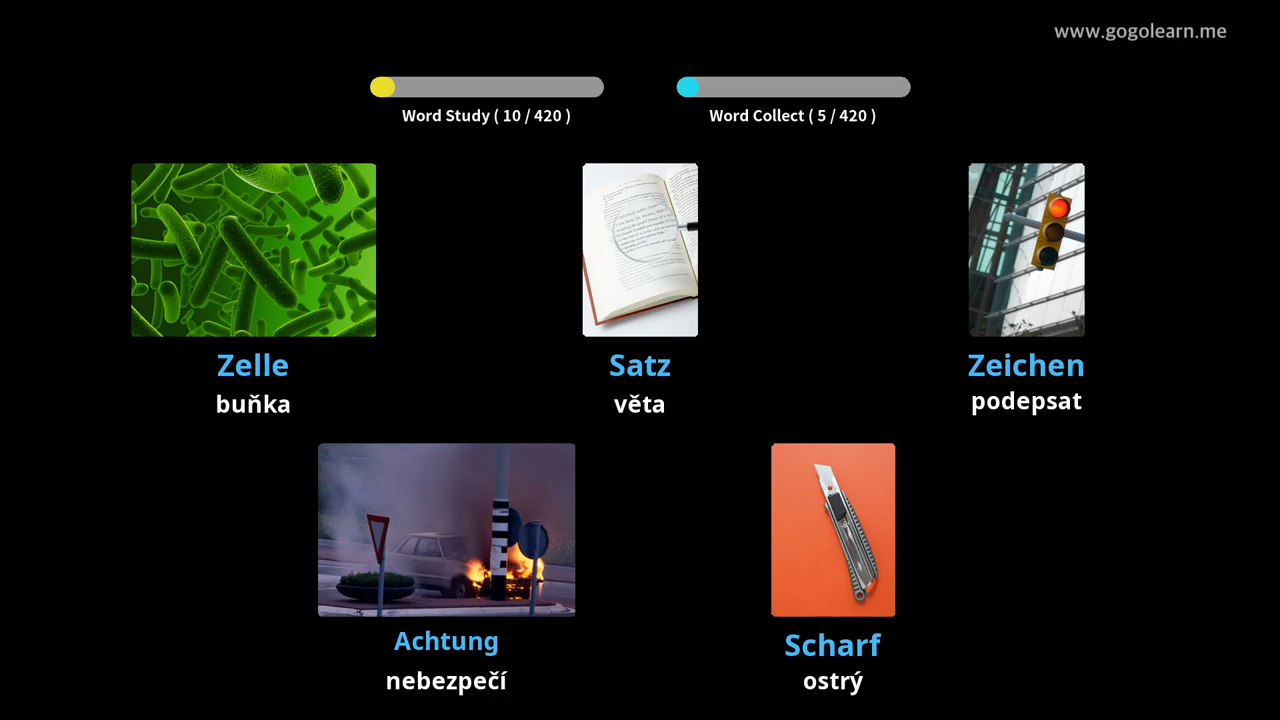 www.gogolearn.me
Word Study ( 10 / 420 )
Word Collect ( 5 / 420 )
Zelle
buňka
Satz
věta
Zeichen
podepsat
Achtung
nebezpečí
Scharf
ostrý